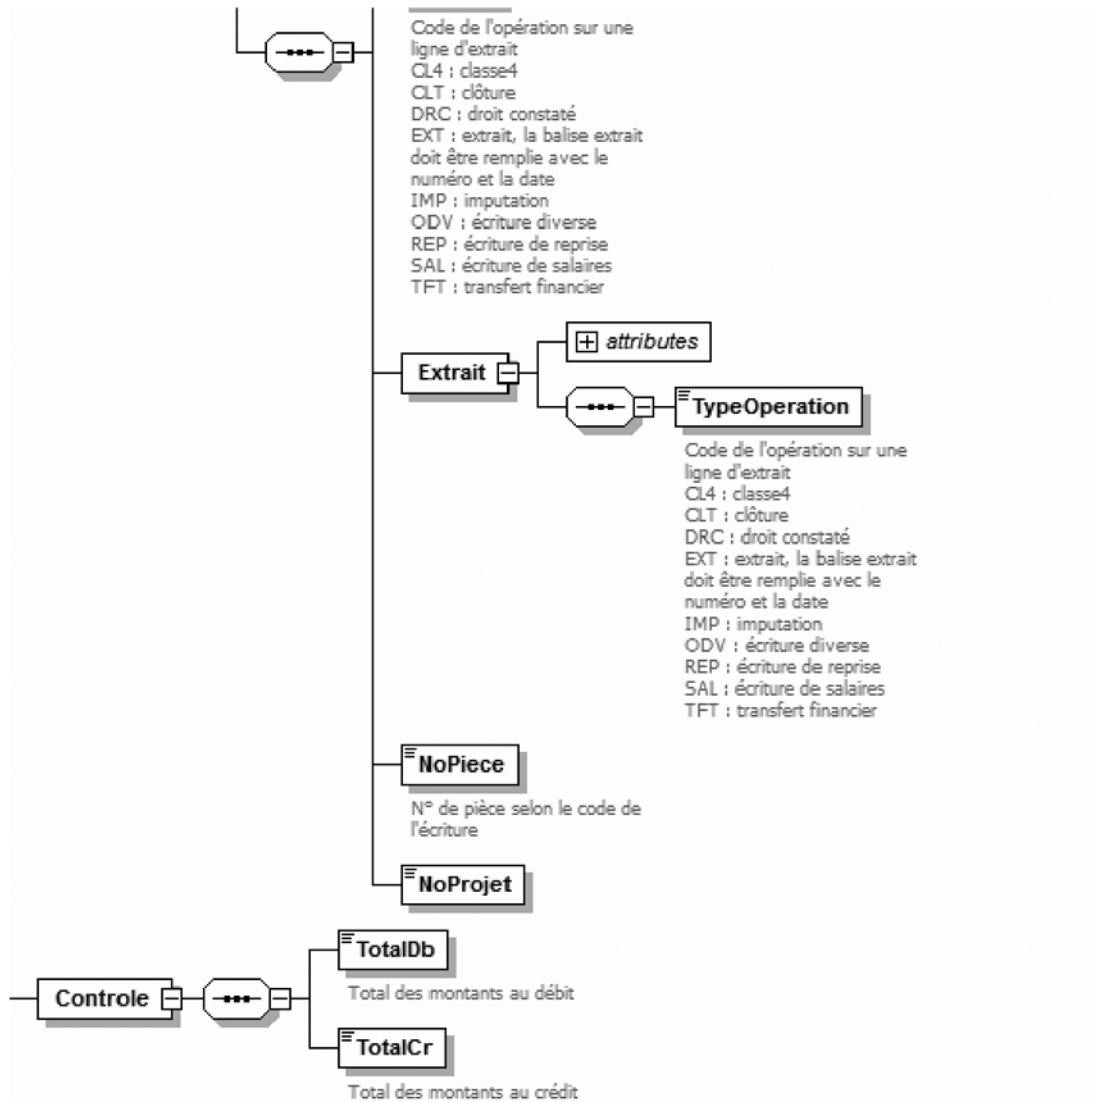 Code de l'opération sur une
ligne d'extrait
CL4 : classe4
CLT : clôture
DRC : droit constaté
EXT : extrait, la balise extrait
doit être remplie avec le
numéro et la date
IMP : imputation
ODV : écriture diverse
REP : écriture de reprise
SAL : écriture de salaires
TFT : transfert financier
attributes
Extrait
TypeOperation
Code de l'opération sur une
ligne d'extrait
CL4 : classe4
CLT : clôture
DRC : droit constaté
EXT : extrait, la balise extrait
doit être remplie avec le
numéro et la date
IMP : imputation
ODV : écriture diverse
REP : écriture de reprise
SAL : écriture de salaires
TFT : transfert financier
NoPiece
N° de pièce selon le code de
l'écriture
NoProjet
TotalDb
Total des montants au débit
Controle
TotalCr
Total des montants au crédit